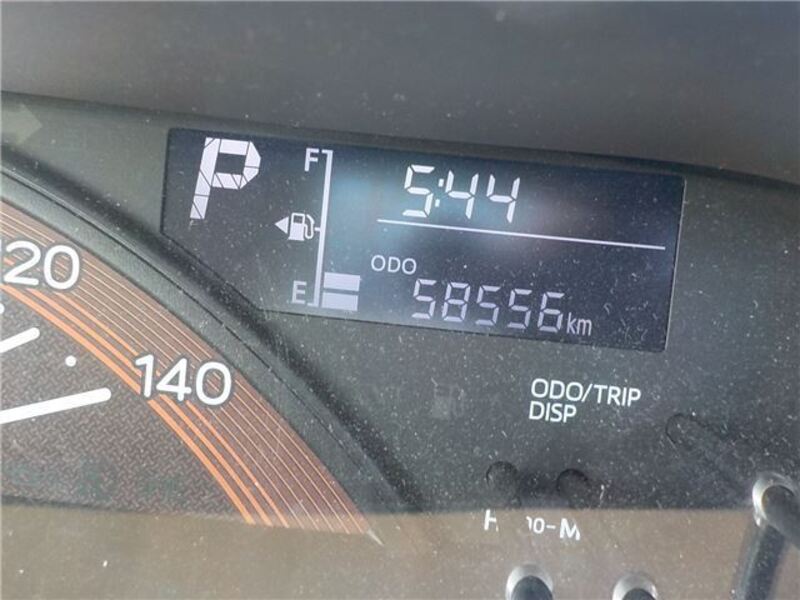 P
F
5:44
E
ODO
58556km
120
140
ODO/TRIP
DISP